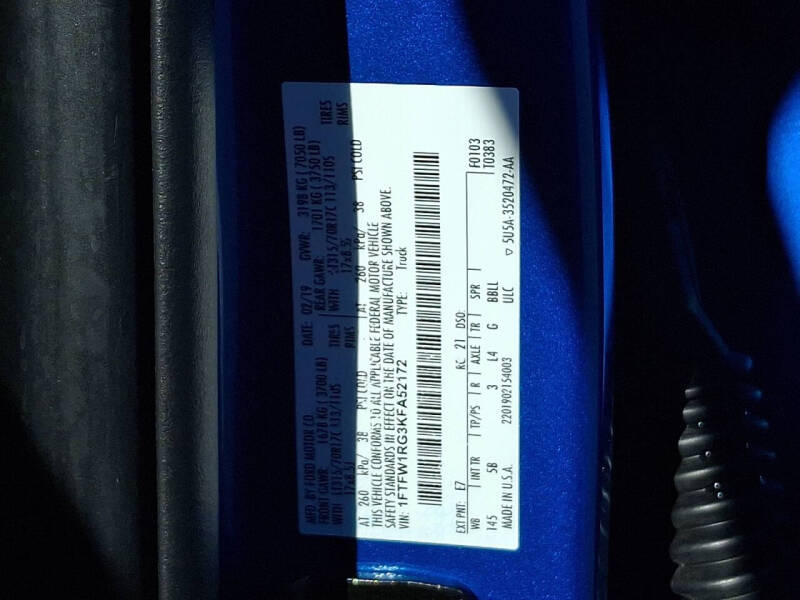 MFD. BY FORD MOTOR CO. DATE: 02/19 GVWR: 3198 KG ( 7050 LB)
FRONT GAWR: 1678 KG ( 3700 LB) REAR GAWR: 1701 KG ( 3750 LB)
WITH LT315/70R17C 113/110S TIRES WITH LT315/70R17C 113/110S TIRES
17x8.5J RIMS 17x8.5J RIMS
AT 260 kPa/ 38 PSI COLD AT 260 kPa/ 38 PSI COLD
THIS VEHICLE CONFORMS TO ALL APPLICABLE FEDERAL MOTOR VEHICLE
SAFETY STANDARDS IN EFFECT ON THE DATE OF MANUFACTURE SHOWN ABOVE.
VIN: 1FTFW1RG3KFA52172 TYPE: Truck
F0103
T0383
EXT PNT: E7 RC: 21 DSO:
WB INT TR TP/PS R AXLE TR SPR
145 5B 3 L4 G BBLL
MADE IN U.S.A. 2201902154003 ULC 5U5A-3520472-AA